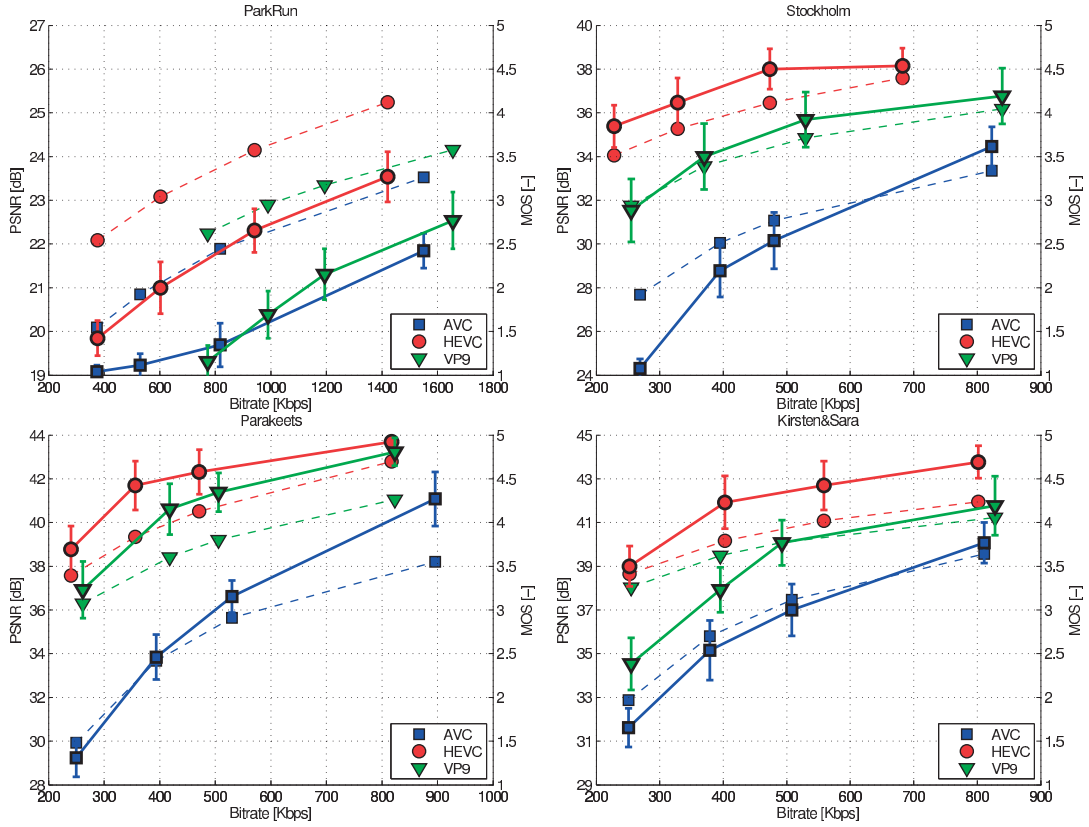 ParkRun
27
26
25
24
23
22
21
20
19
PSNR [dB]
5
4.5
4
3.5
3
2.5
2
1.5
1
MOS [–]
AVC
HEVC
VP9
200 400 600 800 1000 1200 1400 1600 1800
Bitrate [Kbps]
Stockholm
40
38
36
34
32
30
28
26
24
PSNR [dB]
5
4.5
4
3.5
3
2.5
2
1.5
1
MOS [–]
AVC
HEVC
VP9
200 300 400 500 600 700 800 900
Bitrate [Kbps]
Parakeets
44
42
41
40
38
36
34
33
31
30
28
PSNR [dB]
5
4.5
4
3.5
3
2.5
2
1.5
1
MOS [–]
AVC
HEVC
VP9
200 300 400 500 600 700 800 900 1000
Bitrate [Kbps]
Kirsten&Sara
45
43
41
39
37
35
32
30
28
PSNR [dB]
5
4.5
4
3.5
3
2.5
2
1.5
1
MOS [–]
AVC
HEVC
VP9
200 300 400 500 600 700 800 900
Bitrate [Kbps]